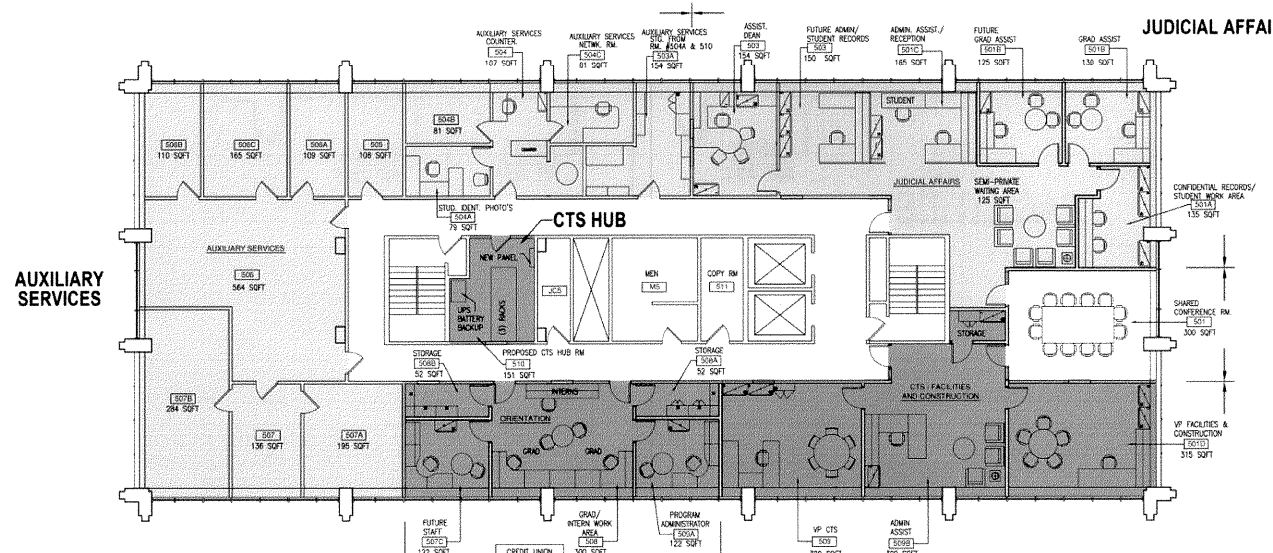 JUDICIAL AFFAI
AUXILIARY SERVICES
COUNTER.
504
107 SQFT
AUXILIARY SERVICES
NETWK. RM.
504C
81 SQFT
AUXILIARY SERVICES
STG. FROM
RM. #504A & 510
503A
154 SQFT
ASSIST.
DEAN
503
154 SQFT
FUTURE ADMIN/
STUDENT RECORDS
503
150 SQFT
ADMIN. ASSIST./
RECEPTION
501C
165 SQFT
FUTURE
GRAD ASSIST
501B
125 SQFT
GRAD ASSIST
501B
130 SQFT
506B
110 SQFT
506C
165 SQFT
506A
109 SQFT
505
108 SQFT
504B
81 SQFT
STUDENT
JUDICIAL AFFAIRS
SEMI-PRIVATE
WAITING AREA
125 SQFT
CONFIDENTIAL RECORDS/
STUDENT WORK AREA
501A
135 SQFT
STUD. IDENT. PHOTO'S
504A
79 SQFT
CTS HUB
AUXILIARY SERVICES
506
564 SQFT
AUXILIARY
SERVICES
NEW PANEL
UPS
BATTERY
BACKUP
(3) RACKS
JC5
MEN
M5
COPY RM
511
SHARED
CONFERENCE RM.
501
300 SQFT
STORAGE
STORAGE
508B
52 SQFT
PROPOSED CTS HUB RM
510
151 SQFT
STORAGE
508A
52 SQFT
507B
284 SQFT
507
136 SQFT
507A
195 SQFT
INTERNS
ORIENTATION
GRAD
GRAD
CTS / FACILITIES
AND CONSTRUCTION
VP FACILITIES &
CONSTRUCTION
501D
315 SQFT
FUTURE
STAFF
507C
122 SQFT
GRAD/
INTERN WORK
AREA
508
300 SQFT
PROGRAM
ADMINISTRATOR
509A
122 SQFT
VP CTS
509
ADMIN
ASSIST
509B
CREDIT UNION